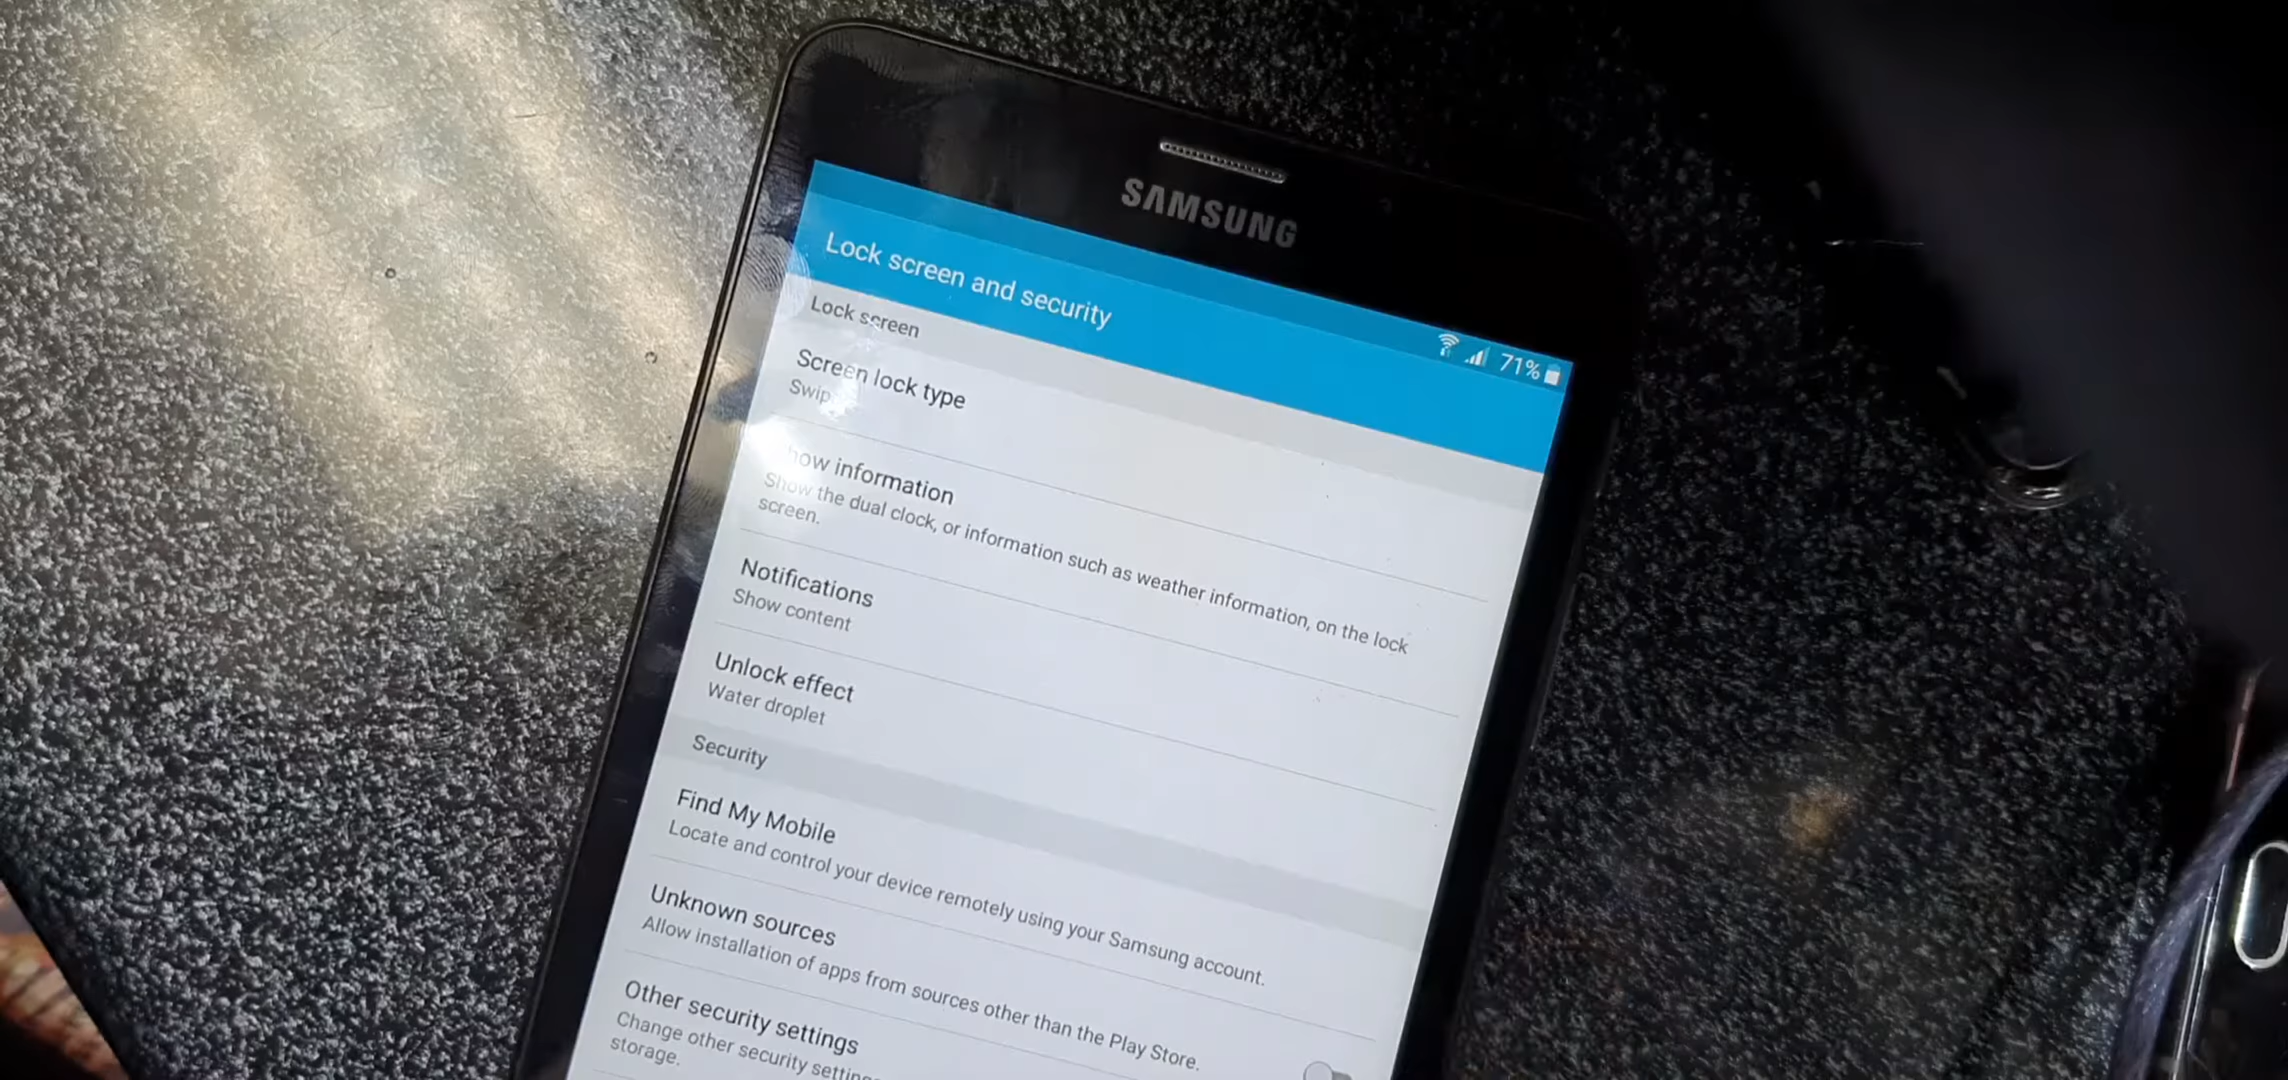 SAMSUNG
71%
Lock screen and security
Lock screen
Screen lock type
Show information
Show the dual clock, or information such as weather information, on the lock
screen.
Notifications
Show content
Unlock effect
Water droplet
Security
Find My Mobile
Locate and control your device remotely using your Samsung account.
Unknown sources
Allow installation of apps from sources other than the Play Store.
Other security settings
Change other security settings
storage.